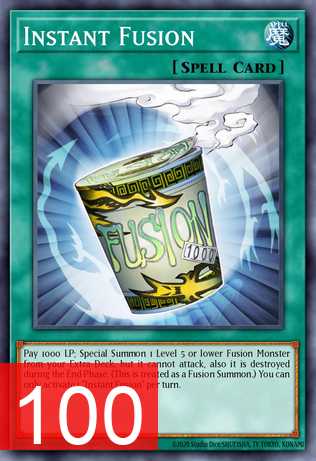 INSTANT FUSION
[ SPELL CARD ]
魔
FUSION
1000
Pay 1000 LP; Special Summon 1 Level 5 or lower Fusion Monster
from your Extra Deck, but it cannot attack, also it is destroyed
during the End Phase. (This is treated as a Fusion Summon.) You can
only activate 1 "Instant Fusion" per turn.
100
©2020 Studio Dice/SHUEISHA, TV TOKYO, KONAMI